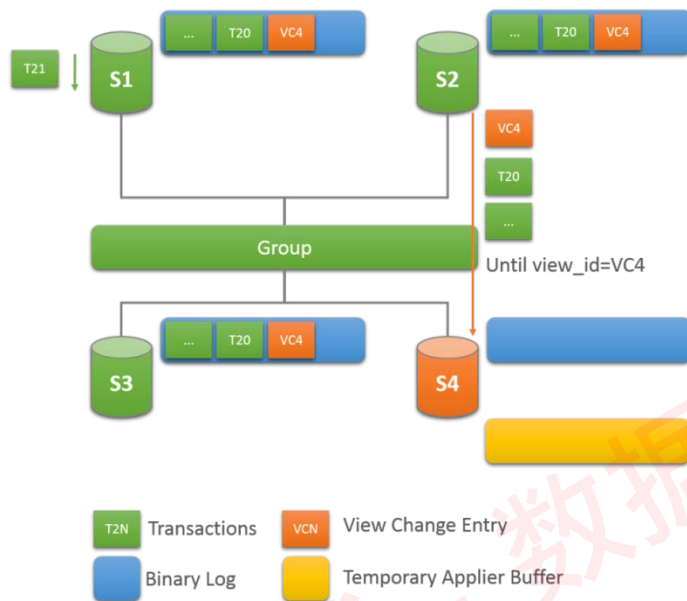 ... T20 VC4
... T20 VC4
T21
S1
S2
VC4
T20
...
Group
Until view_id=VC4
... T20 VC4
S3
S4
T2N Transactions
VCN View Change Entry
Binary Log
Temporary Applier Buffer
数据